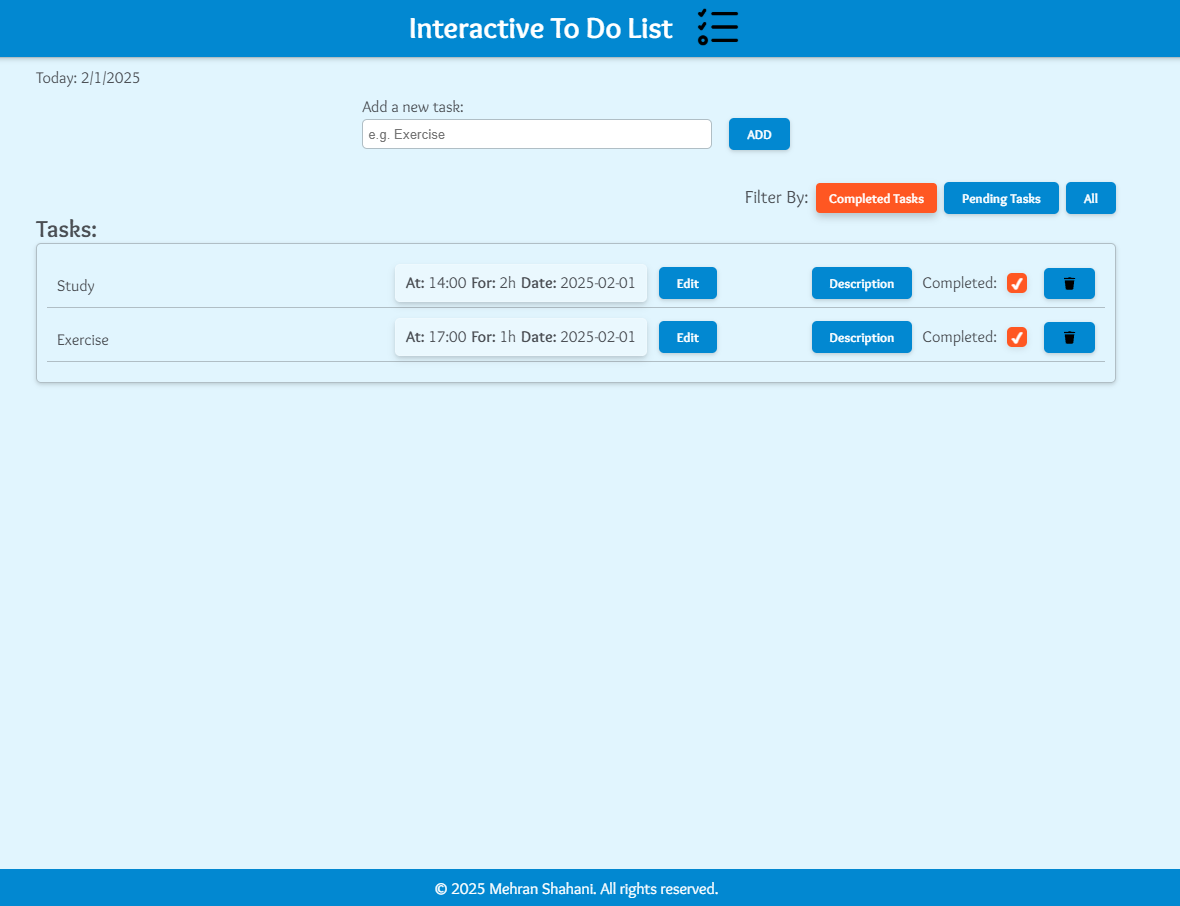 Interactive To Do List
Today: 2/1/2025
Add a new task:
e.g. Exercise ADD
Filter By: Completed Tasks Pending Tasks All
Tasks:
Study At: 14:00 For: 2h Date: 2025-02-01 Edit Description Completed:
Exercise At: 17:00 For: 1h Date: 2025-02-01 Edit Description Completed:
© 2025 Mehran Shahani. All rights reserved.